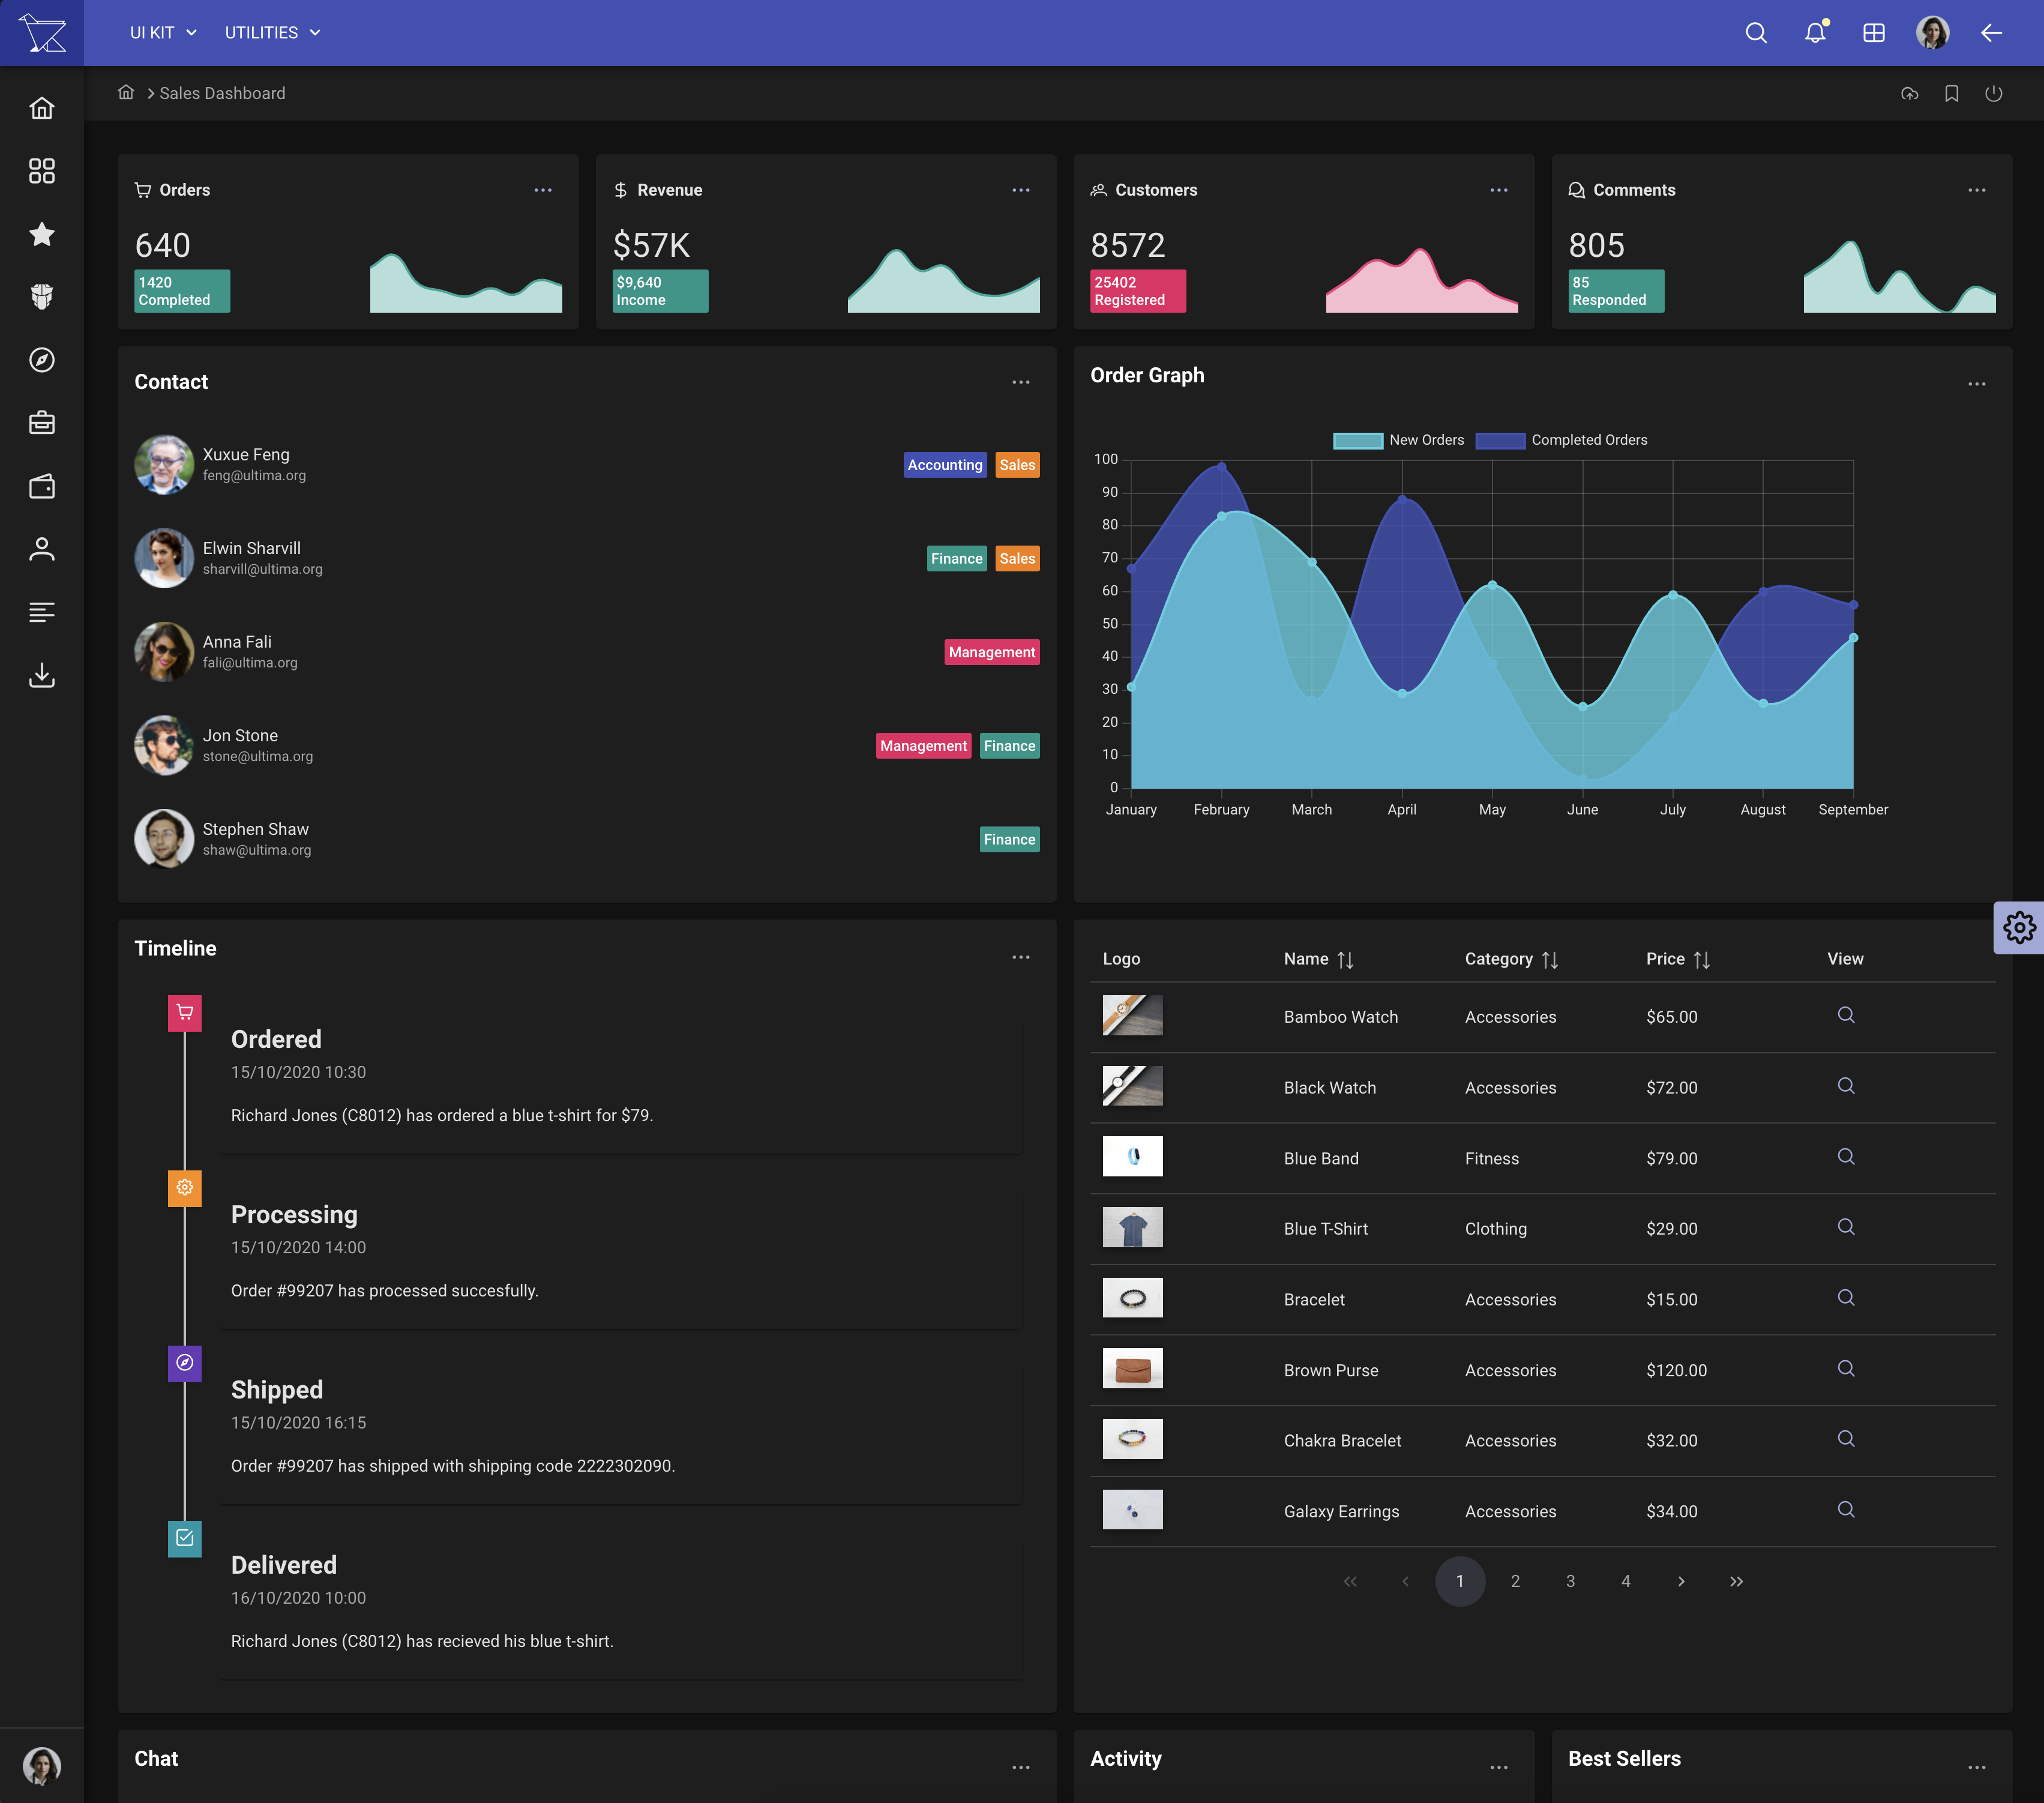 UI KIT
UTILITIES
Sales Dashboard
Orders
640
1420
Completed
Revenue
$57K
$9,640
Income
Customers
8572
25402
Registered
Comments
805
85
Responded
Contact
Xuxue Feng
feng@ultima.org
Accounting Sales
Elwin Sharvill
sharvill@ultima.org
Finance Sales
Anna Fali
fali@ultima.org
Management
Jon Stone
stone@ultima.org
Management Finance
Stephen Shaw
shaw@ultima.org
Finance
Order Graph
New Orders Completed Orders
100
90
80
70
60
50
40
30
20
10
0
January February March April May June July August September
Timeline
Ordered
15/10/2020 10:30
Richard Jones (C8012) has ordered a blue t-shirt for $79.
Processing
15/10/2020 14:00
Order #99207 has processed succesfully.
Shipped
15/10/2020 16:15
Order #99207 has shipped with shipping code 2222302090.
Delivered
16/10/2020 10:00
Richard Jones (C8012) has recieved his blue t-shirt.
Logo Name Category Price View
Bamboo Watch Accessories $65.00
Black Watch Accessories $72.00
Blue Band Fitness $79.00
Blue T-Shirt Clothing $29.00
Bracelet Accessories $15.00
Brown Purse Accessories $120.00
Chakra Bracelet Accessories $32.00
Galaxy Earrings Accessories $34.00
1 2 3 4
Chat
Activity
Best Sellers